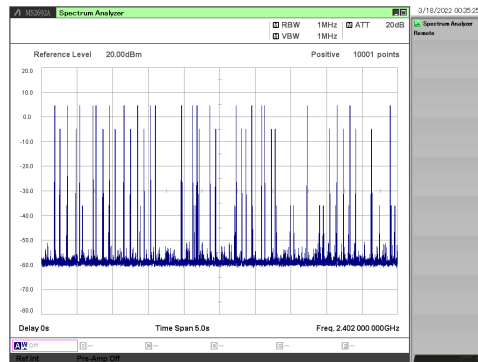 MS2692A Spectrum Analyzer
3/18/2022 00:35:25
RBW 1MHz ATT 20dB
VBW 1MHz
Spectrum Analyzer
Remote
Reference Level 20.00dBm Positive 10001 points
20.0
10.0
0.0
-10.0
-20.0
-30.0
-40.0
-50.0
-60.0
-70.0
-80.0
Delay 0s Time Span 5.0s Freq. 2.402 000 000GHz
A W Off
Ref.Int Pre-Amp Off